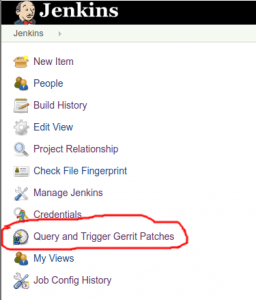 Jenkins
Jenkins
New Item
People
Build History
Edit View
Project Relationship
Check File Fingerprint
Manage Jenkins
Credentials
Query and Trigger Gerrit Patches
My Views
Job Config History